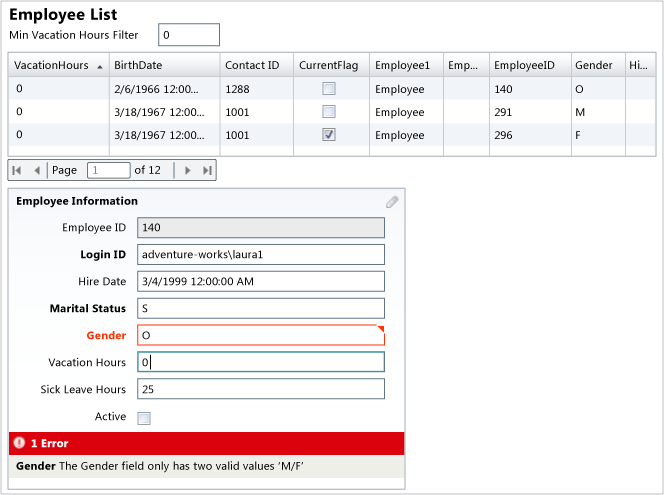 Employee List
Min Vacation Hours Filter 0
VacationHours BirthDate Contact ID CurrentFlag Employee1 Emp... EmployeeID Gender Hi...
0 2/6/1966 12:00... 1288 Employee 140 O
0 3/18/1967 12:00... 1001 Employee 291 M
0 3/18/1967 12:00... 1001 Employee 296 F
Page 1 of 12
Employee Information
Employee ID 140
Login ID adventure-works\laura1
Hire Date 3/4/1999 12:00:00 AM
Marital Status S
Gender O
Vacation Hours 0
Sick Leave Hours 25
Active
1 Error
Gender The Gender field only has two valid values 'M/F'